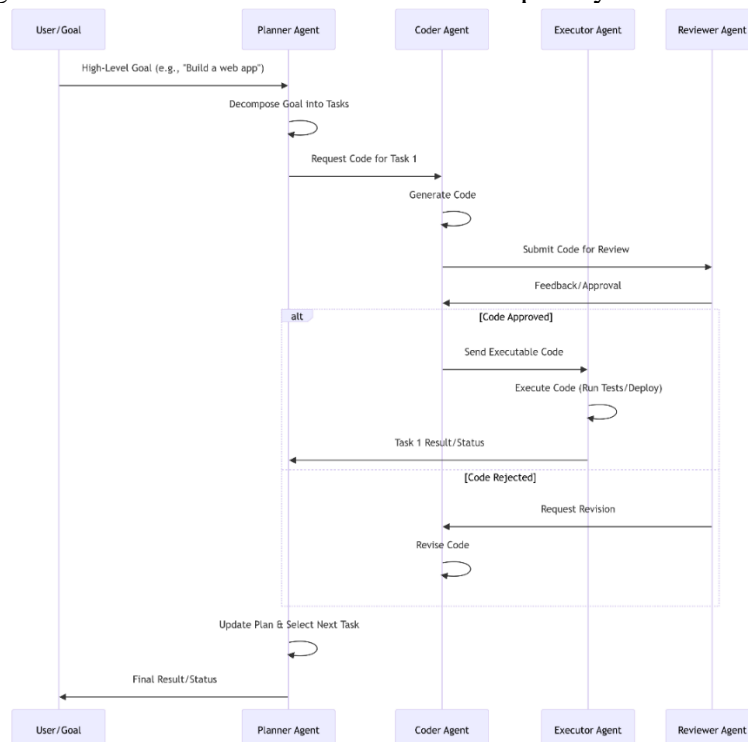 User/Goal
Planner Agent
Coder Agent
Executor Agent
Reviewer Agent
High-Level Goal (e.g., "Build a web app")
Decompose Goal into Tasks
Request Code for Task 1
Generate Code
Submit Code for Review
Feedback/Approval
alt
[Code Approved]
Send Executable Code
Execute Code (Run Tests/Deploy)
Task 1 Result/Status
[Code Rejected]
Request Revision
Revise Code
Update Plan & Select Next Task
Final Result/Status
User/Goal
Planner Agent
Coder Agent
Executor Agent
Reviewer Agent